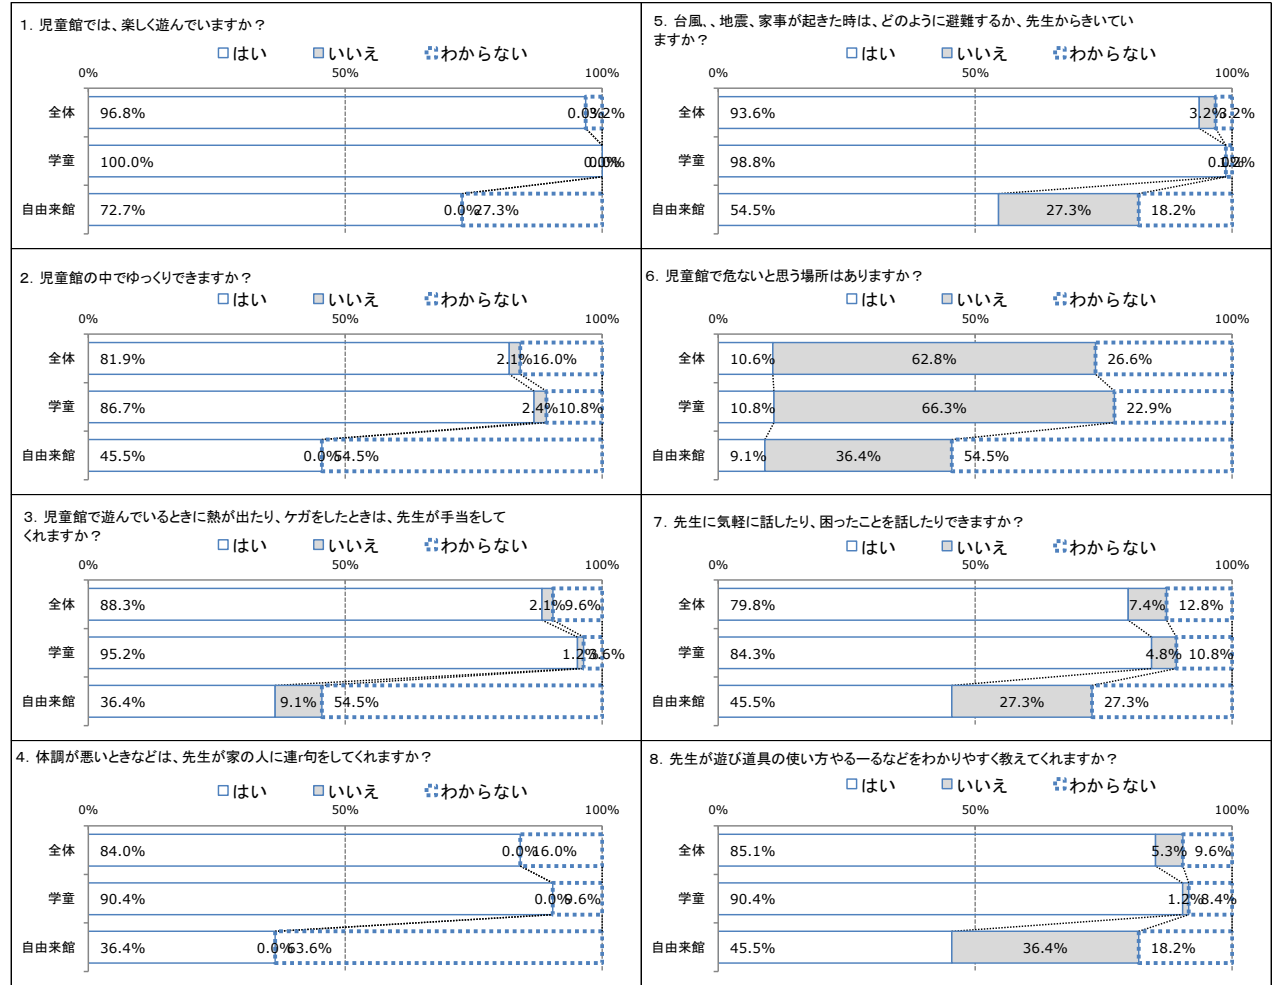 1. 児童館では、楽しく遊んでいますか？
はい いいえ わからない
0% 50% 100%
全体 96.8% 0.0% 3.2%
学童 100.0% 0.0% 0.0%
自由来館 72.7% 0.0% 27.3%
2. 児童館の中でゆっくりできますか？
はい いいえ わからない
0% 50% 100%
全体 81.9% 2.1% 16.0%
学童 86.7% 2.4% 10.8%
自由来館 45.5% 0.0% 54.5%
3. 児童館で遊んでいるときに熱が出たり、ケガをしたときは、先生が手当をして
くれますか？
はい いいえ わからない
0% 50% 100%
全体 88.3% 2.1% 9.6%
学童 95.2% 1.2% 3.6%
自由来館 36.4% 9.1% 54.5%
4. 体調が悪いときなどは、先生が家の人に連r句をしてくれますか？
はい いいえ わからない
0% 50% 100%
全体 84.0% 0.0% 16.0%
学童 90.4% 0.0% 9.6%
自由来館 36.4% 0.0% 63.6%
5. 台風、、地震、家事が起きた時は、どのように避難するか、先生からきいてい
ますか？
はい いいえ わからない
0% 50% 100%
全体 93.6% 3.2% 3.2%
学童 98.8% 0.0% 1.2%
自由来館 54.5% 27.3% 18.2%
6. 児童館で危ないと思う場所はありますか？
はい いいえ わからない
0% 50% 100%
全体 10.6% 62.8% 26.6%
学童 10.8% 66.3% 22.9%
自由来館 9.1% 36.4% 54.5%
7. 先生に気軽に話したり、困ったことを話したりできますか？
はい いいえ わからない
0% 50% 100%
全体 79.8% 7.4% 12.8%
学童 84.3% 4.8% 10.8%
自由来館 45.5% 27.3% 27.3%
8. 先生が遊び道具の使い方やるーるなどをわかりやすく教えてくれますか？
はい いいえ わからない
0% 50% 100%
全体 85.1% 5.3% 9.6%
学童 90.4% 1.2% 8.4%
自由来館 45.5% 36.4% 18.2%